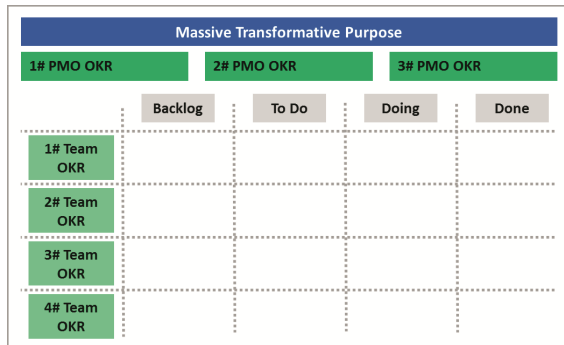 Massive Transformative Purpose
1# PMO OKR
2# PMO OKR
3# PMO OKR
Backlog
To Do
Doing
Done
1# Team
OKR
2# Team
OKR
3# Team
OKR
4# Team
OKR